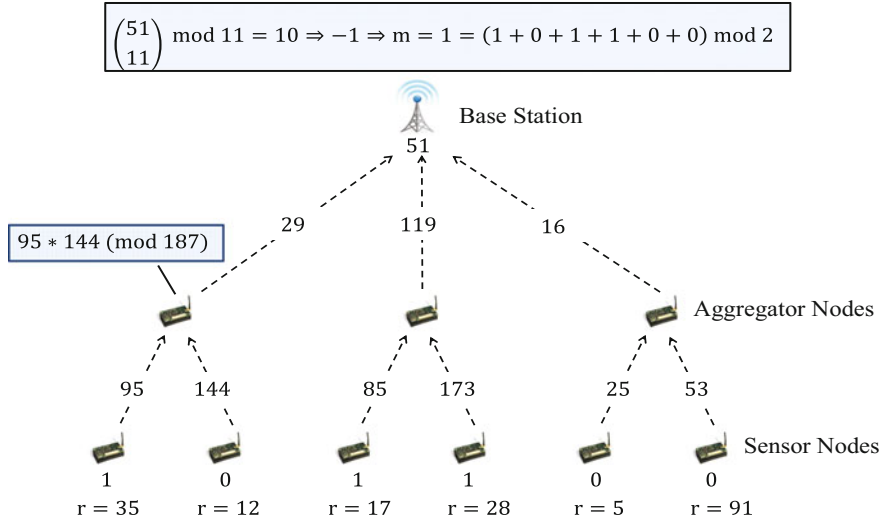 (51 11) mod 11 = 10 ⇒ −1 ⇒ m = 1 = (1 + 0 + 1 + 1 + 0 + 0) mod 2
Base Station
51
29 119 16
95 ∗ 144 (mod 187)
Aggregator Nodes
95 144 85 173 25 53
Sensor Nodes
1 0 1 1 0 0
r = 35 r = 12 r = 17 r = 28 r = 5 r = 91